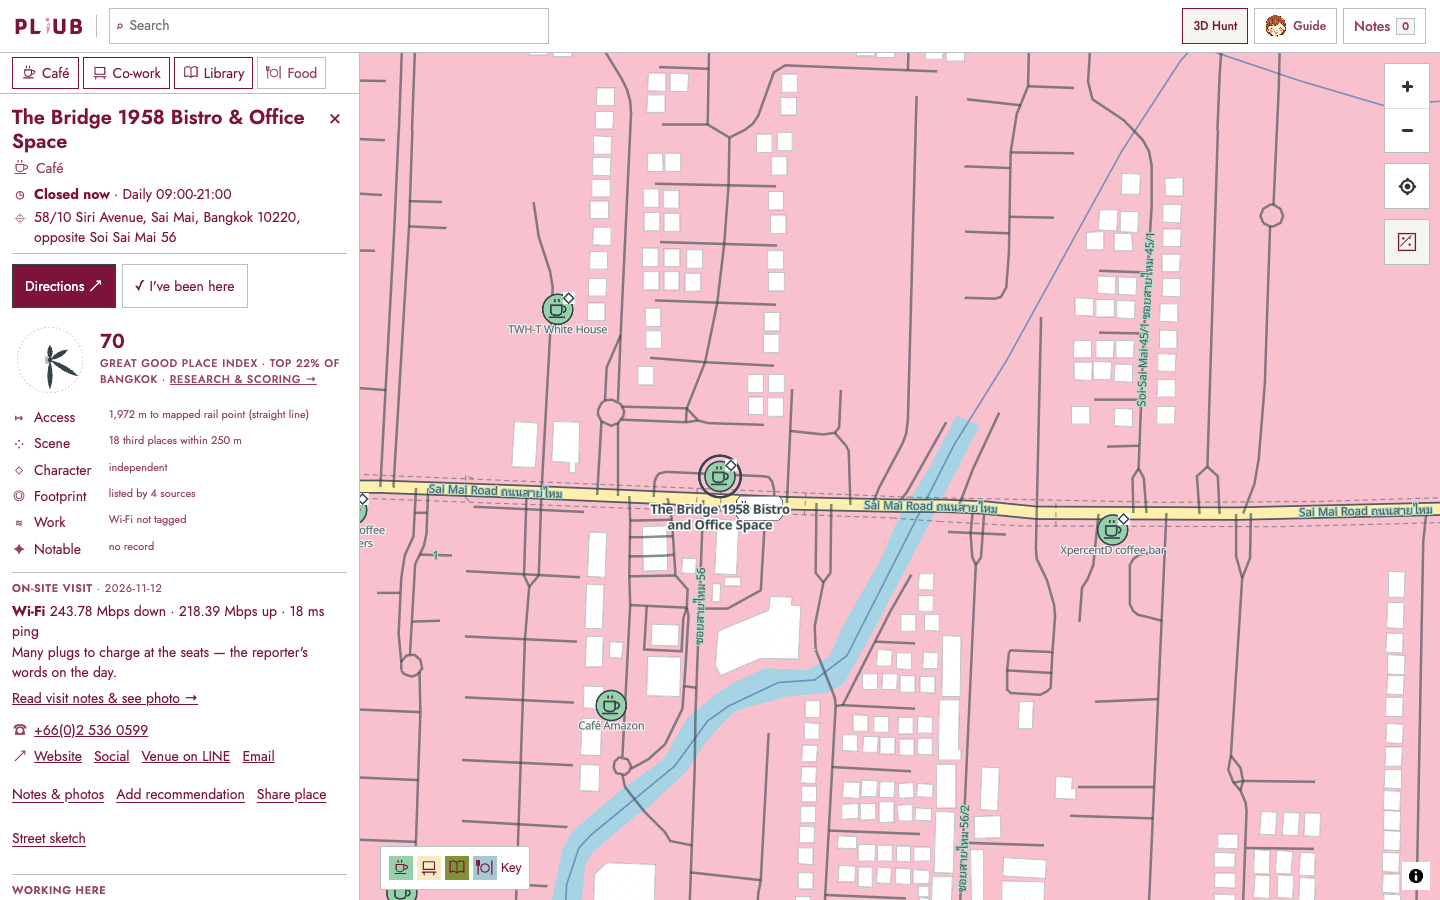 PLUB
Search
3D Hunt
Guide
Notes 0
Café
Co-work
Library
Food
The Bridge 1958 Bistro & Office
Space
Café
Closed now · Daily 09:00-21:00
58/10 Siri Avenue, Sai Mai, Bangkok 10220,
opposite Soi Sai Mai 56
Directions ↗
✓ I've been here
70
GREAT GOOD PLACE INDEX · TOP 22% OF
BANGKOK · RESEARCH & SCORING →
Access 1,972 m to mapped rail point (straight line)
Scene 18 third places within 250 m
Character independent
Footprint listed by 4 sources
Work Wi-Fi not tagged
Notable no record
ON-SITE VISIT · 2026-11-12
Wi-Fi 243.78 Mbps down · 218.39 Mbps up · 18 ms
ping
Many plugs to charge at the seats — the reporter's
words on the day.
Read visit notes & see photo →
+66(0)2 536 0599
Website Social Venue on LINE Email
Notes & photos Add recommendation Share place
Street sketch
WORKING HERE
TWH-T White House
Soi Sai Mai 45/1 ซอยสายไหม 45/1
Sai Mai Road ถนนสายไหม
The Bridge 1958 Bistro
and Office Space
Sai Mai Road ถนนสายไหม
Sai Mai Road ถนนสายไหม
offee
ers
XpercentD coffee,bar
1
ซอยสายไหม 56
Café Amazon
ซอยสายไหม 56/2
Key